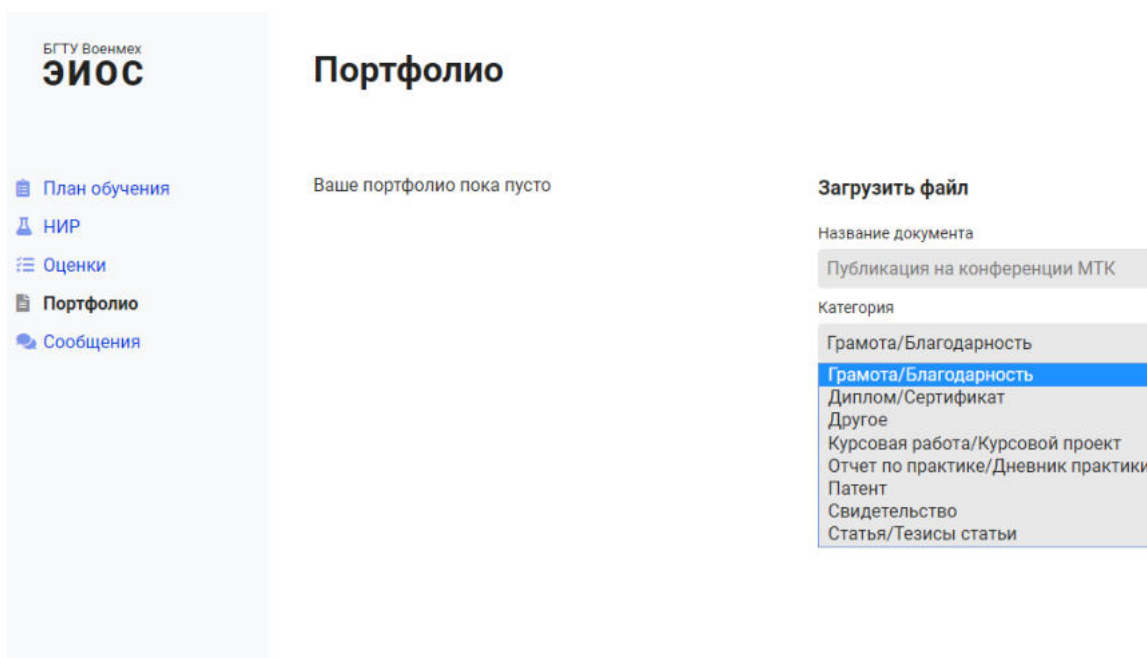 БГТУ Военмех
ЭИОС
План обучения
НИР
Оценки
Портфолио
Сообщения
Портфолио
Ваше портфолио пока пусто
Загрузить файл
Название документа
Публикация на конференции МТК
Категория
Грамота/Благодарность
Грамота/Благодарность
Диплом/Сертификат
Другое
Курсовая работа/Курсовой проект
Отчет по практике/Дневник практики
Патент
Свидетельство
Статья/Тезисы статьи